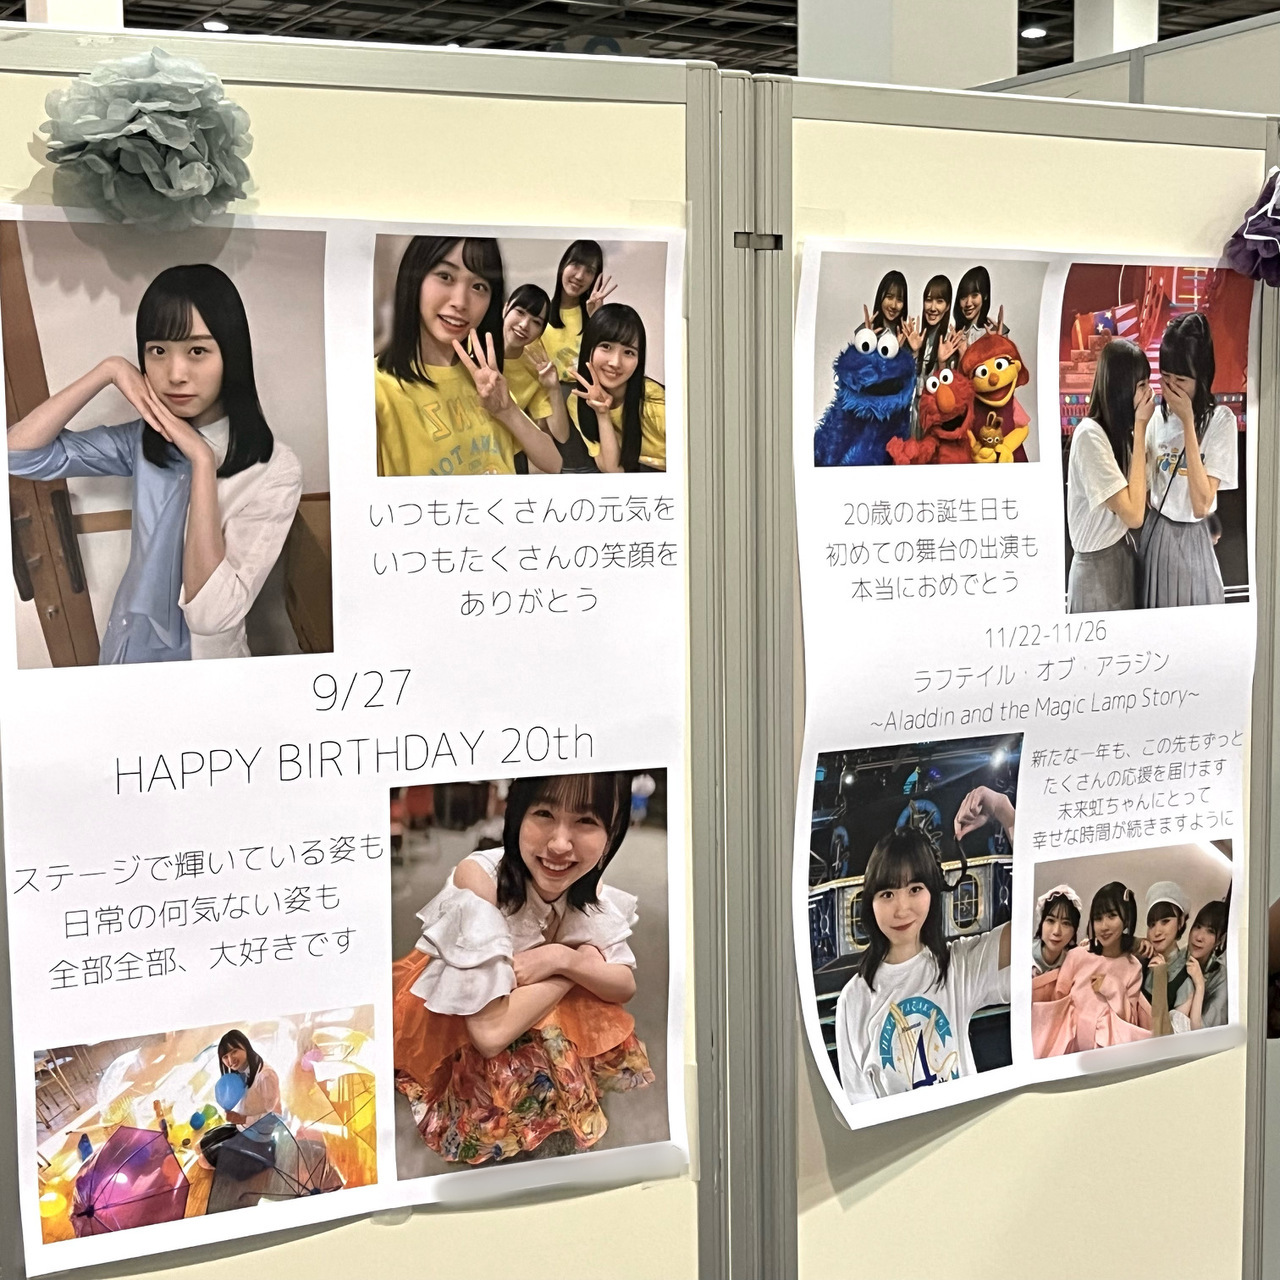 いつもたくさんの元気を
いつもたくさんの笑顔を
ありがとう
9/27
HAPPY BIRTHDAY 20th
ステージで輝いている姿も
日常の何気ない姿も
全部全部、大好きです
20歳のお誕生日も
初めての舞台の出演も
本当におめでとう
11/22-11/26
ラフテイル・オブ・アラジン
~Aladdin and the Magic Lamp Story~
新たな一年も、この先もずっと
たくさんの応援を届けます
未来虹ちゃんにとって
幸せな時間が続きますように